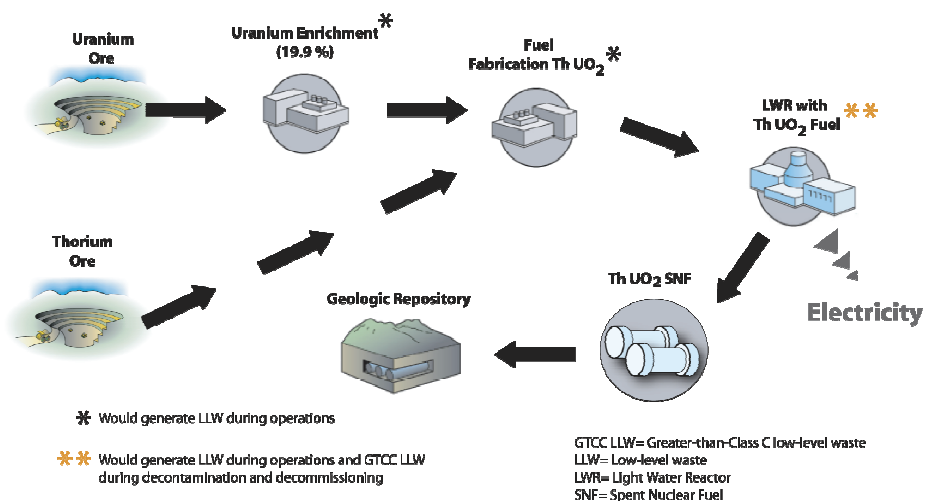 Uranium
Ore
Uranium Enrichment *
(19.9 %)
Fuel
Fabrication Th UO₂ *
LWR with
Th UO₂ Fuel * *
Thorium
Ore
Geologic Repository
Th UO₂ SNF
Electricity
* Would generate LLW during operations
* * Would generate LLW during operations and GTCC LLW
during decontamination and decommissioning
GTCC LLW= Greater-than-Class C low-level waste
LLW= Low-level waste
LWR= Light Water Reactor
SNF= Spent Nuclear Fuel